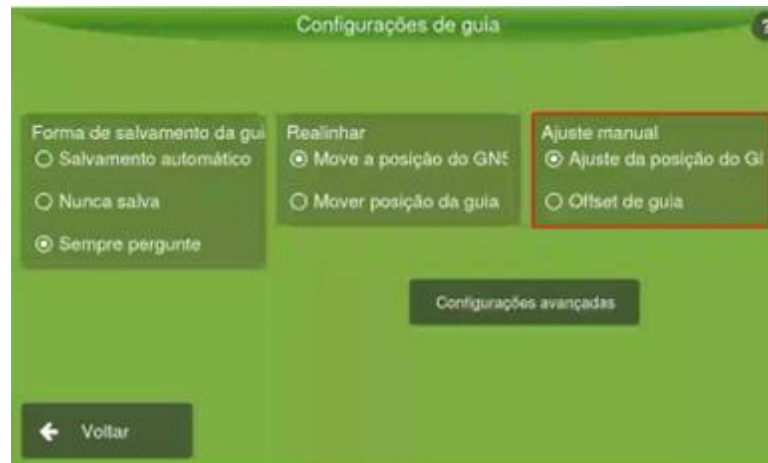 Configurações de guia
?
Forma de salvamento da gui
Salvamento automático
Nunca salva
Sempre pergunte
Realinhar
Move a posição do GNS
Mover posição da guia
Ajuste manual
Ajuste da posição do G
Offset de guia
Configurações avançadas
Voltar